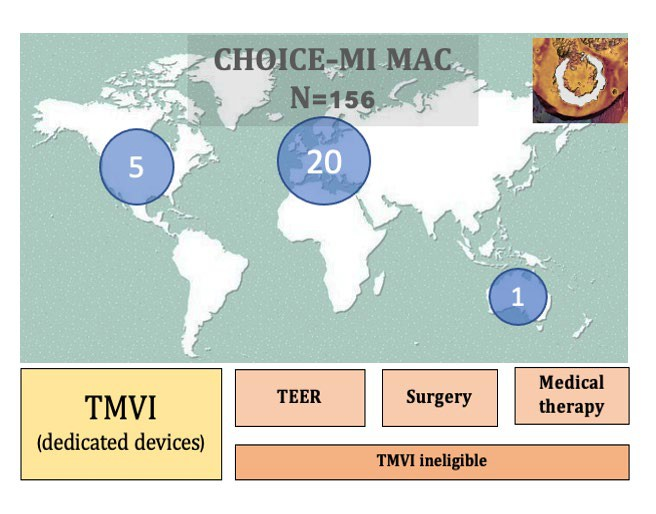 CHOICE-MI MAC
N=156
5
20
1
TMVI
(dedicated devices)
TEER
Surgery
Medical
therapy
TMVI ineligible